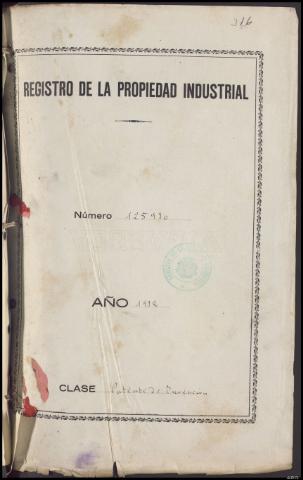 316
REGISTRO DE LA PROPIEDAD INDUSTRIAL
Número 125930
AÑO 1932
CLASE Patente de Invención